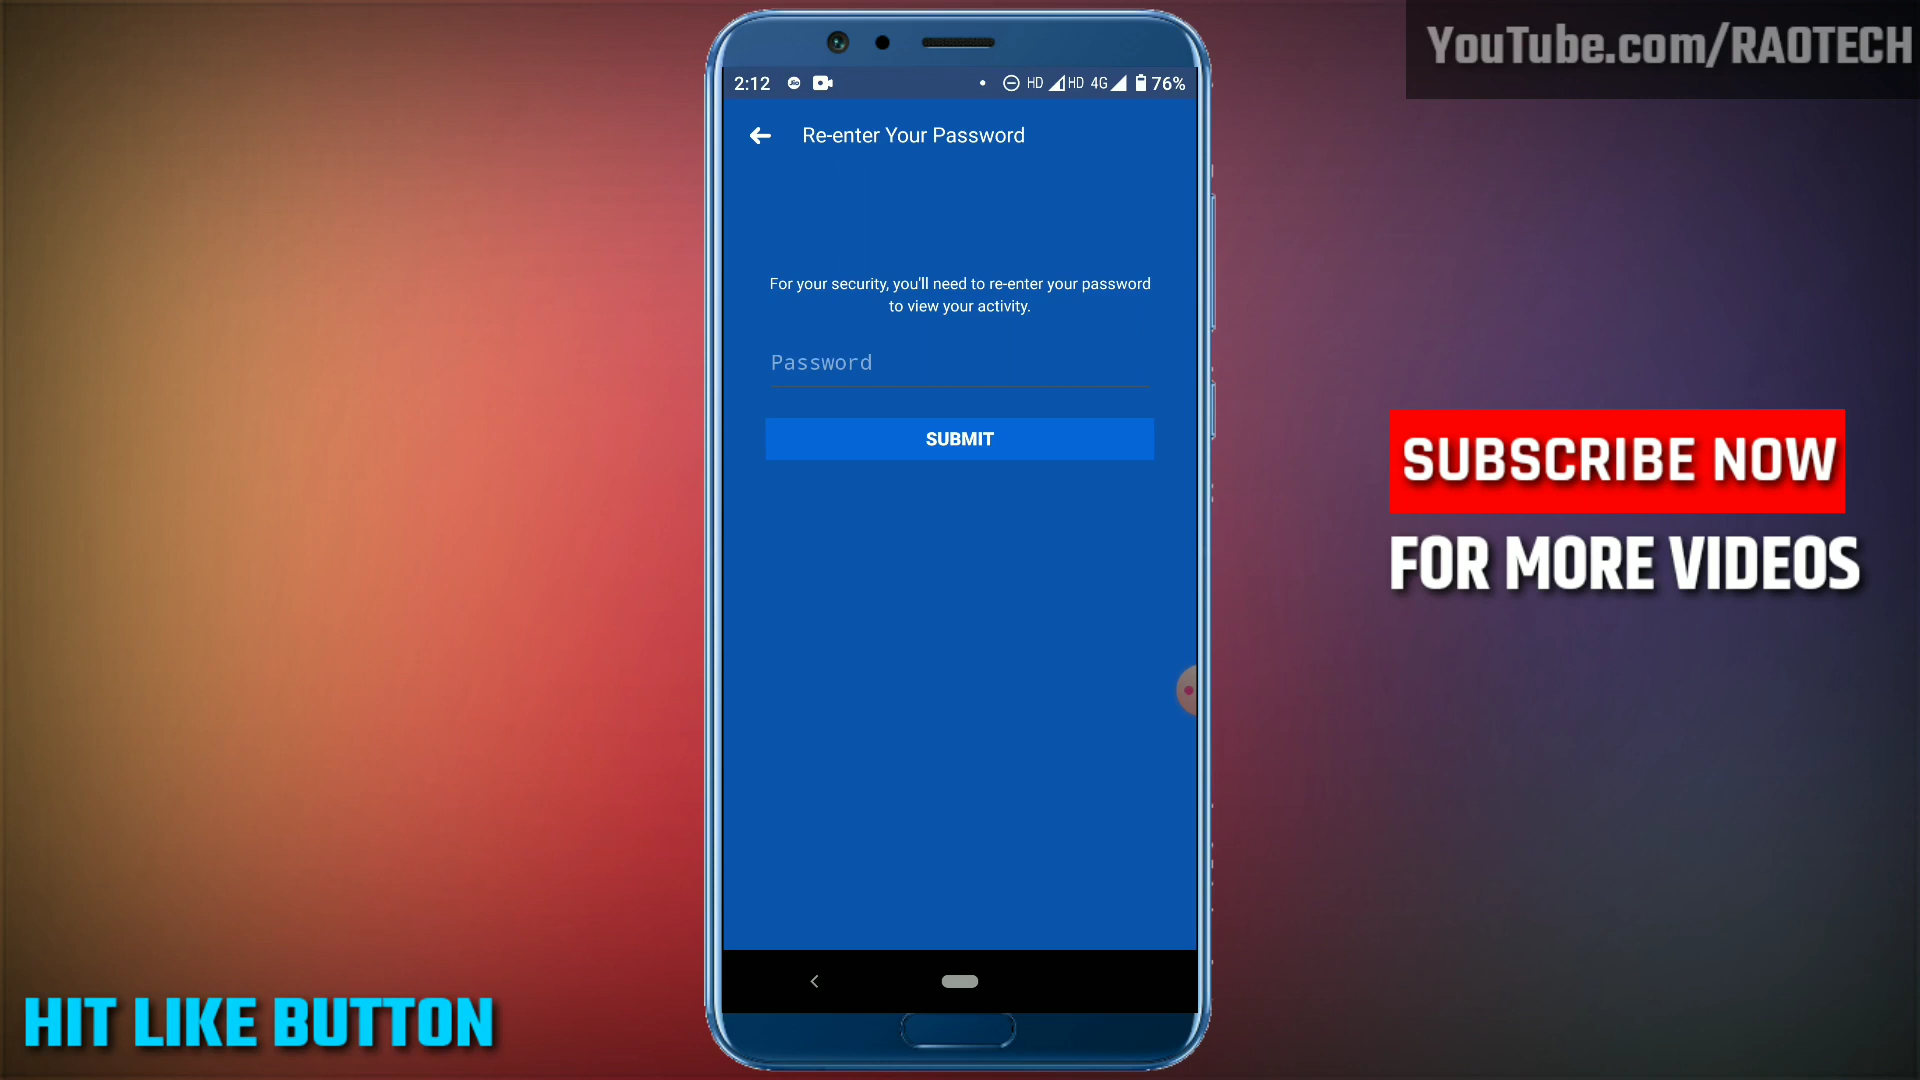 YouTube.com/RAOTECH
2:12 HD HD 4G 76%
Re-enter Your Password
For your security, you'll need to re-enter your password
to view your activity.
Password
SUBMIT
SUBSCRIBE NOW
FOR MORE VIDEOS
HIT LIKE BUTTON